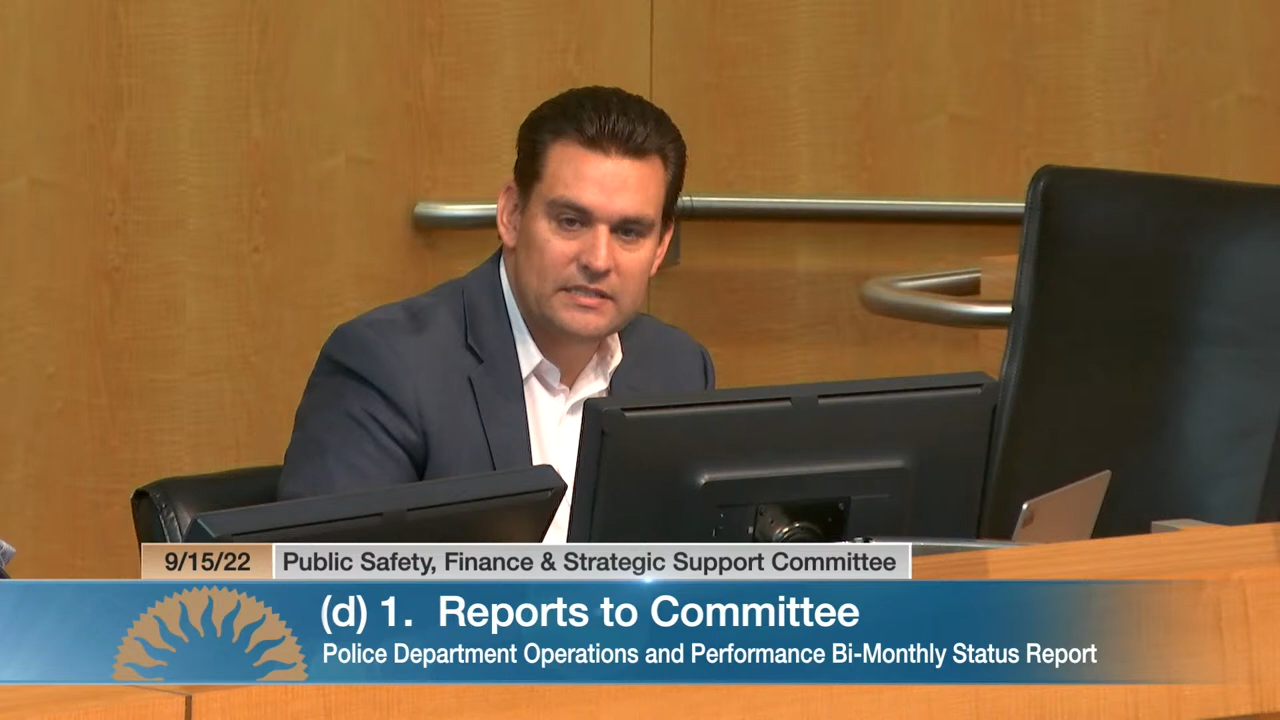 9/15/22
Public Safety, Finance & Strategic Support Committee
(d) 1. Reports to Committee
Police Department Operations and Performance Bi-Monthly Status Report